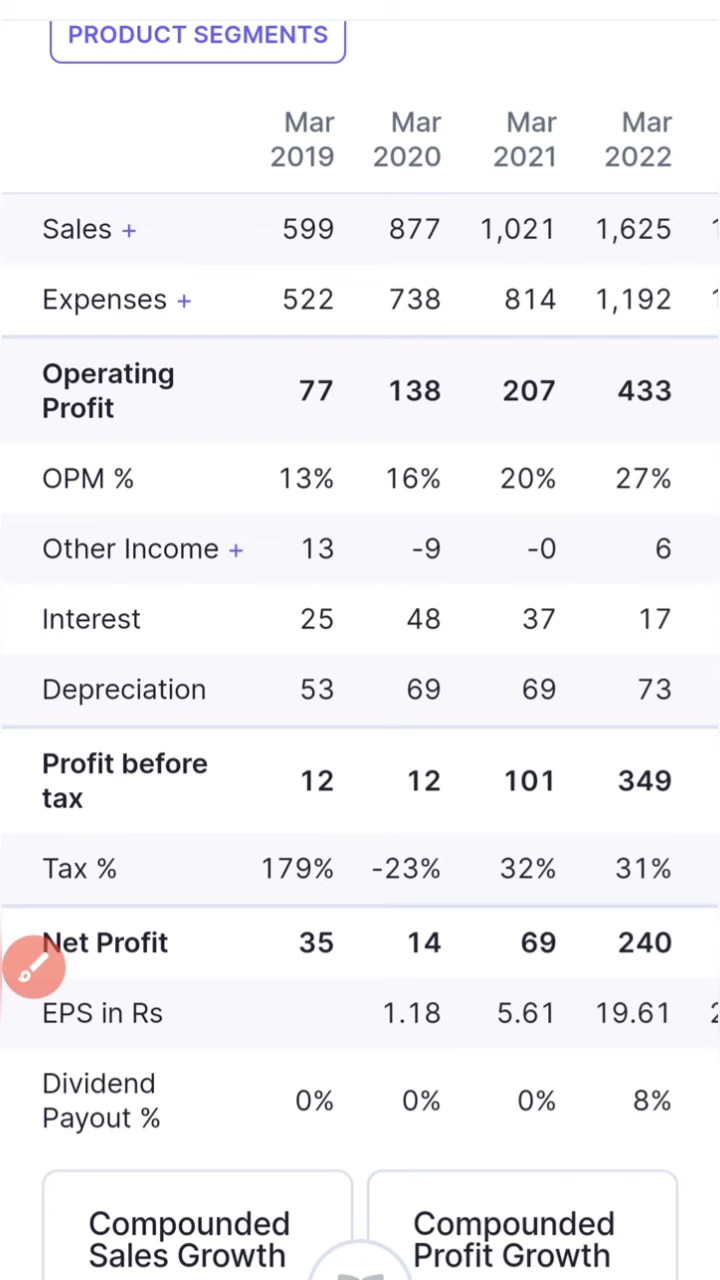 PRODUCT SEGMENTS
Mar 2019 Mar 2020 Mar 2021 Mar 2022
Sales + 599 877 1,021 1,625
Expenses + 522 738 814 1,192
Operating Profit 77 138 207 433
OPM % 13% 16% 20% 27%
Other Income + 13 -9 -0 6
Interest 25 48 37 17
Depreciation 53 69 69 73
Profit before tax 12 12 101 349
Tax % 179% -23% 32% 31%
Net Profit 35 14 69 240
EPS in Rs 1.18 5.61 19.61
Dividend Payout % 0% 0% 0% 8%
Compounded Sales Growth
Compounded Profit Growth